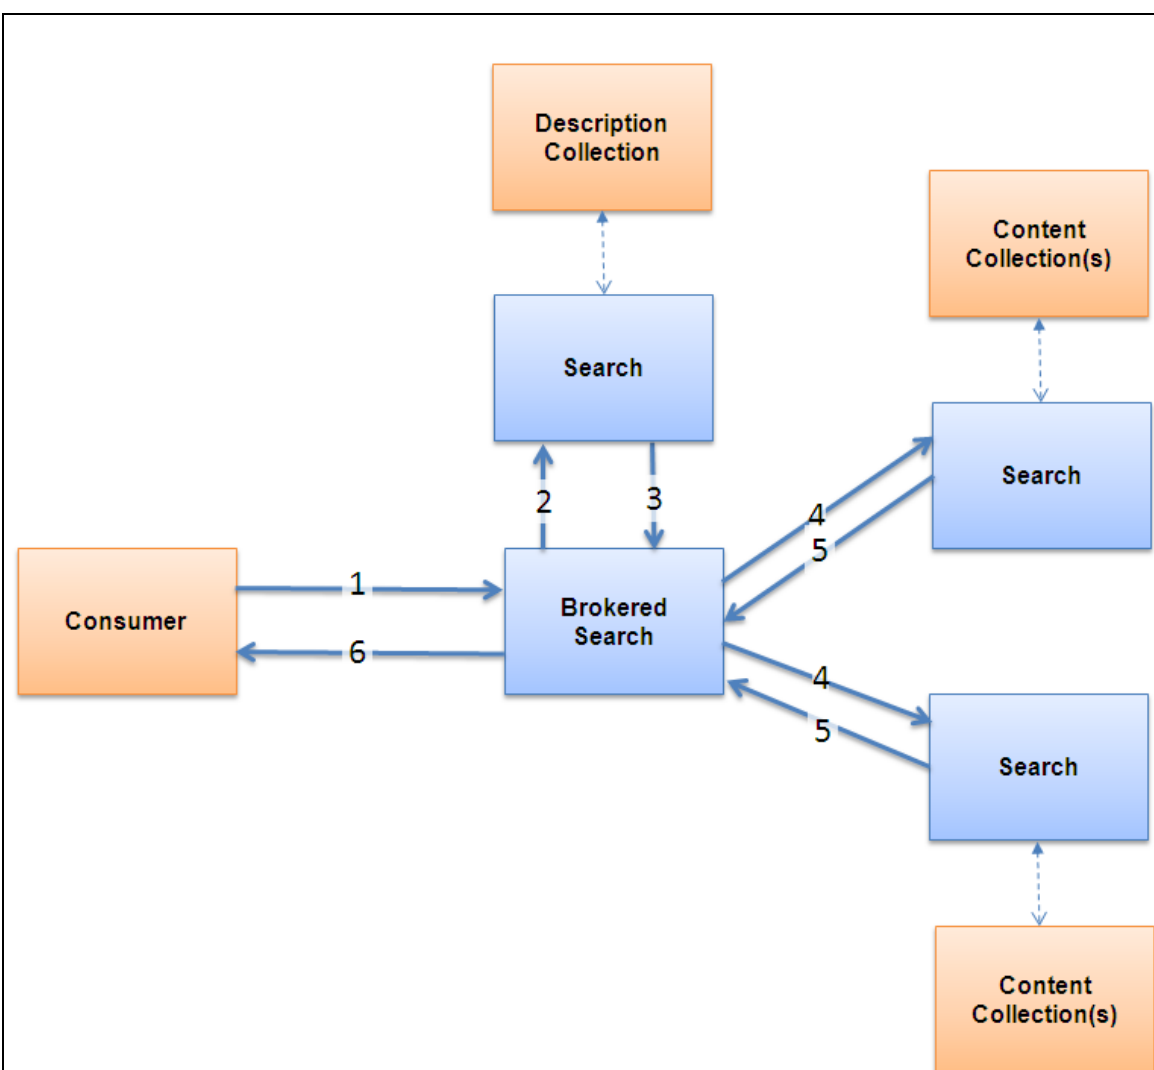 Description
Collection
Content
Collection(s)
Search
Search
2
3
4
5
1
Consumer
Brokered
Search
6
4
5
Search
Content
Collection(s)